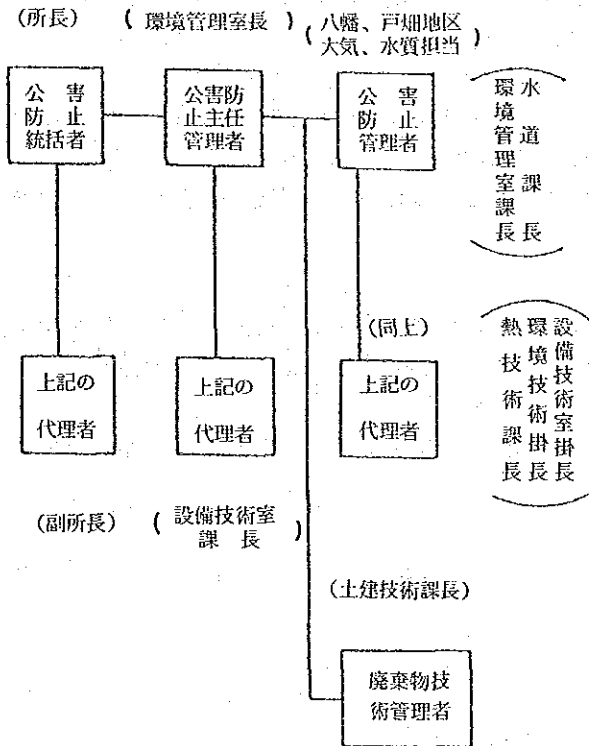 (所長)
(環境管理室長)
(八幡、戸畑地区
大気、水質担当)
公害
防止
統括者
公害防
止主任
管理者
公害
防止
管理者
(水道課長
環境管理室課長)
(同上)
上記の
代理者
上記の
代理者
上記の
代理者
(設備技術室掛長
環境技術掛長
熱技術課長)
(副所長)
(設備技術室
課長)
(土建技術課長)
廃棄物技
術管理者